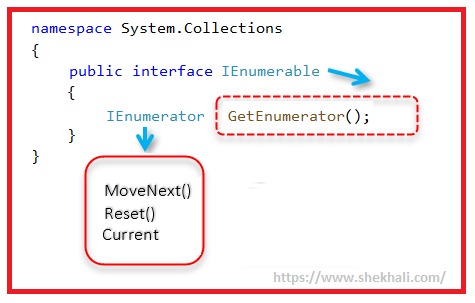 namespace System.Collections
{
public interface IEnumerable
{
IEnumerator GetEnumerator();
}
}
MoveNext()
Reset()
Current
https://www.shekhali.com/